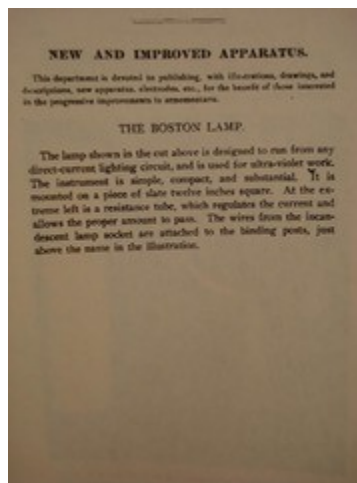 NEW AND IMPROVED APPARATUS.
This department is devoted to publishing, with illustrations, drawings, and
descriptions, new apparatus, electrodes, etc., for the benefit of those interested
in the progressive improvements in
THE BOSTON LAMP.
The lamp shown in the cut above is designed to run from any
direct-current lighting circuit, and is used for ultra-violet work.
The instrument is simple, compact, and substantial. It is
mounted on a piece of slate twelve inches square. At the ex-
treme left is a resistance tube, which regulates the current and
allows the proper amount to pass. The wires from the incan-
descent lamp socket are attached to the binding posts, just
above the name in the illustration.